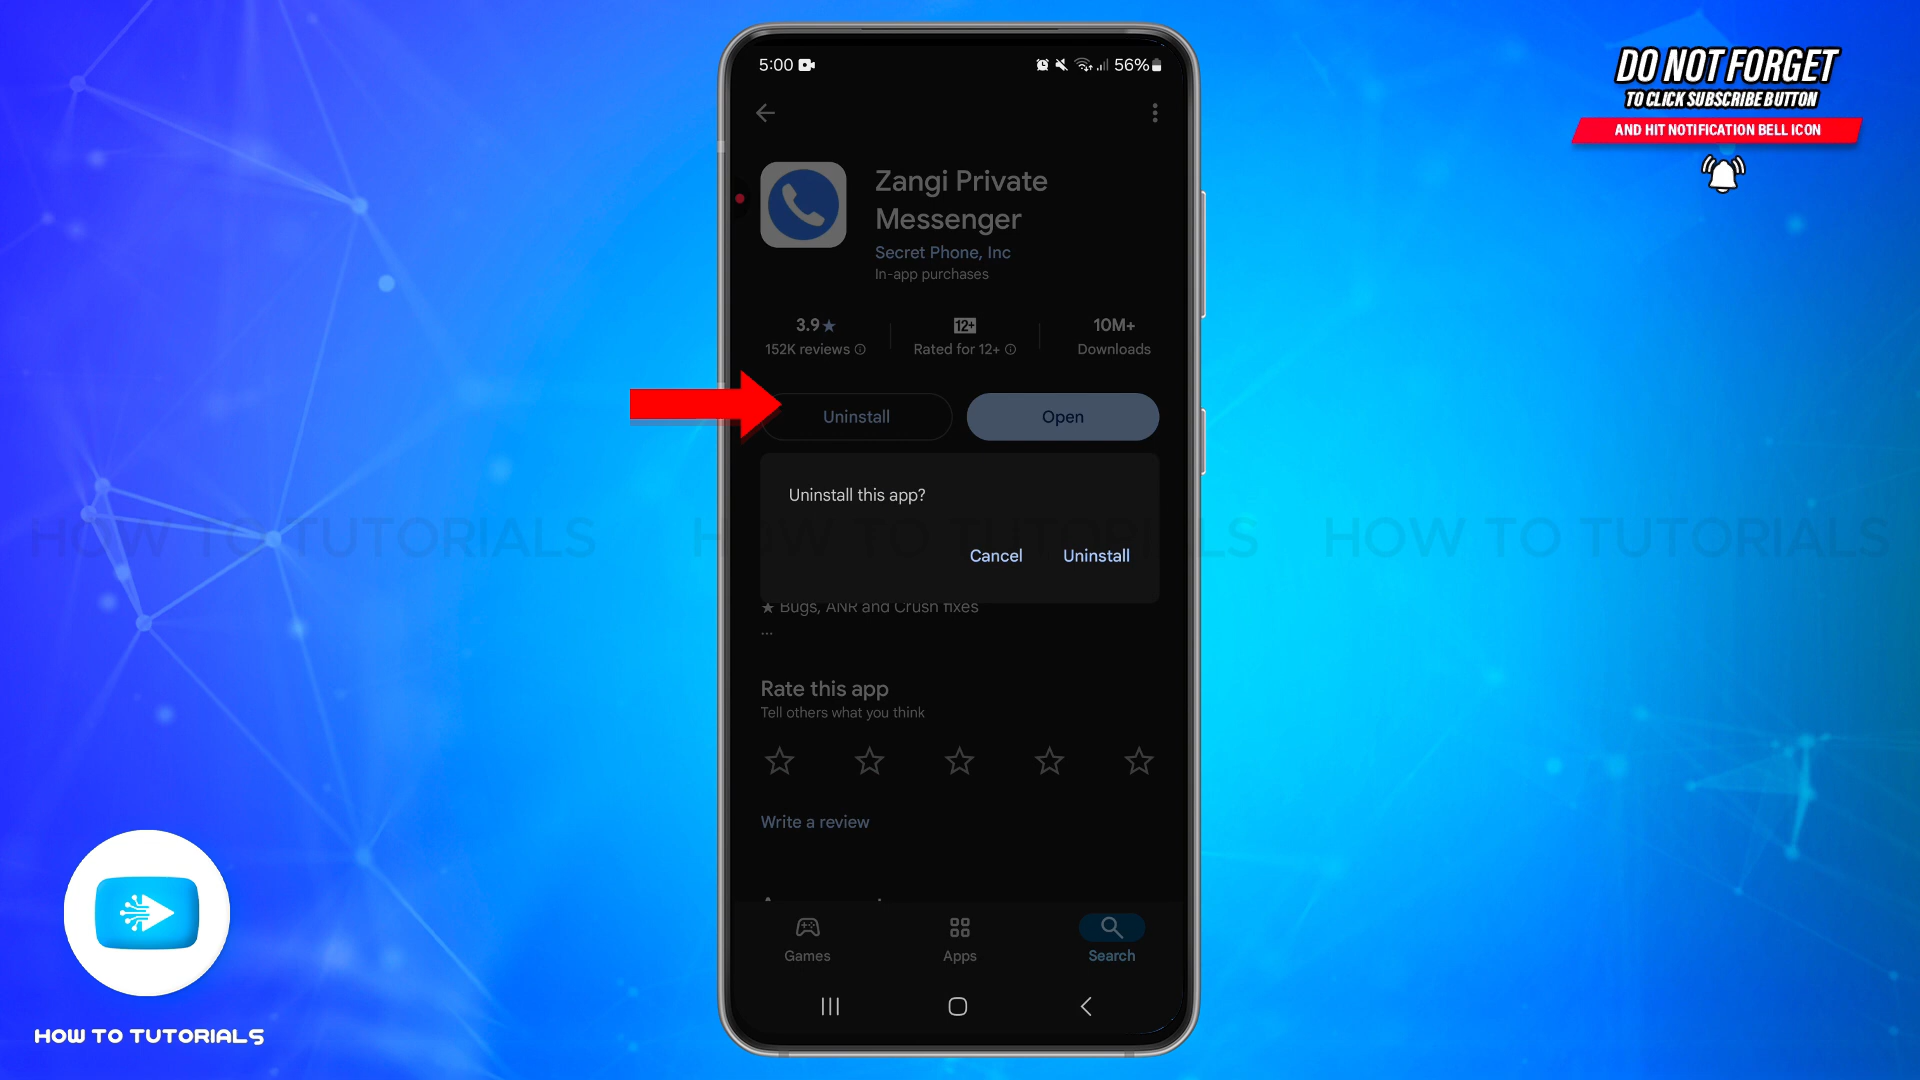 DO NOT FORGET
TO CLICK SUBSCRIBE BUTTON
AND HIT NOTIFICATION BELL ICON
5:00
56%
Zangi Private
Messenger
Secret Phone, Inc
In-app purchases
3.9★
12+
10M+
152K reviews
Rated for 12+
Downloads
Uninstall
Open
Uninstall this app?
HOW TO TUTORIALS
HOW TO TUTORIALS
HOW TO TUTORIALS
Cancel
Uninstall
★ Bugs, ANR and Crush fixes
...
Rate this app
Tell others what you think
Write a review
Games
Apps
Search
HOW TO TUTORIALS